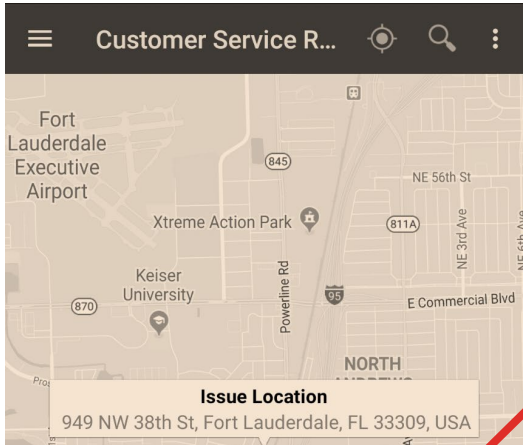 Customer Service R...
Fort
Lauderdale
Executive
Airport
845
NE 56th St
Xtreme Action Park
811A
NE 3rd Ave
Keiser
University
870
Powerline Rd
95
E Commercial Blvd
NORTH
Issue Location
949 NW 38th St, Fort Lauderdale, FL 33309, USA